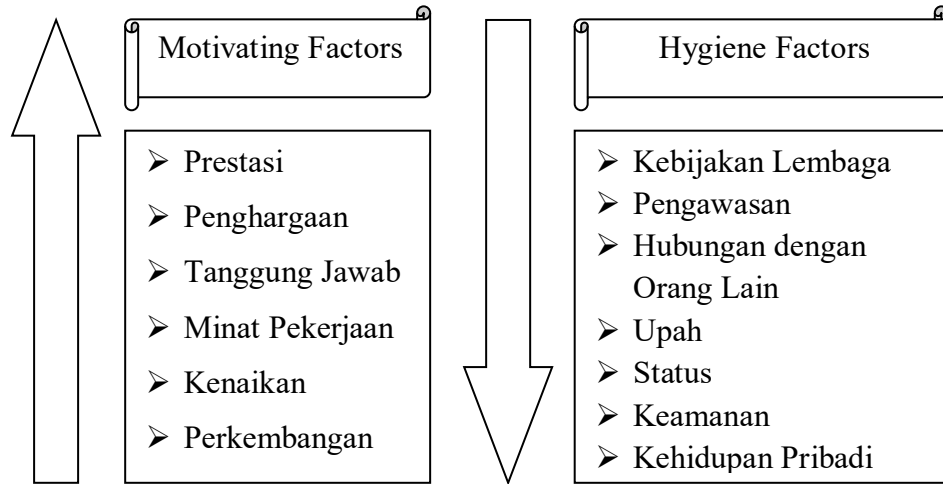 Motivating Factors
Prestasi
Penghargaan
Tanggung Jawab
Minat Pekerjaan
Kenaikan
Perkembangan
Hygiene Factors
Kebijakan Lembaga
Pengawasan
Hubungan dengan
Orang Lain
Upah
Status
Keamanan
Kehidupan Pribadi